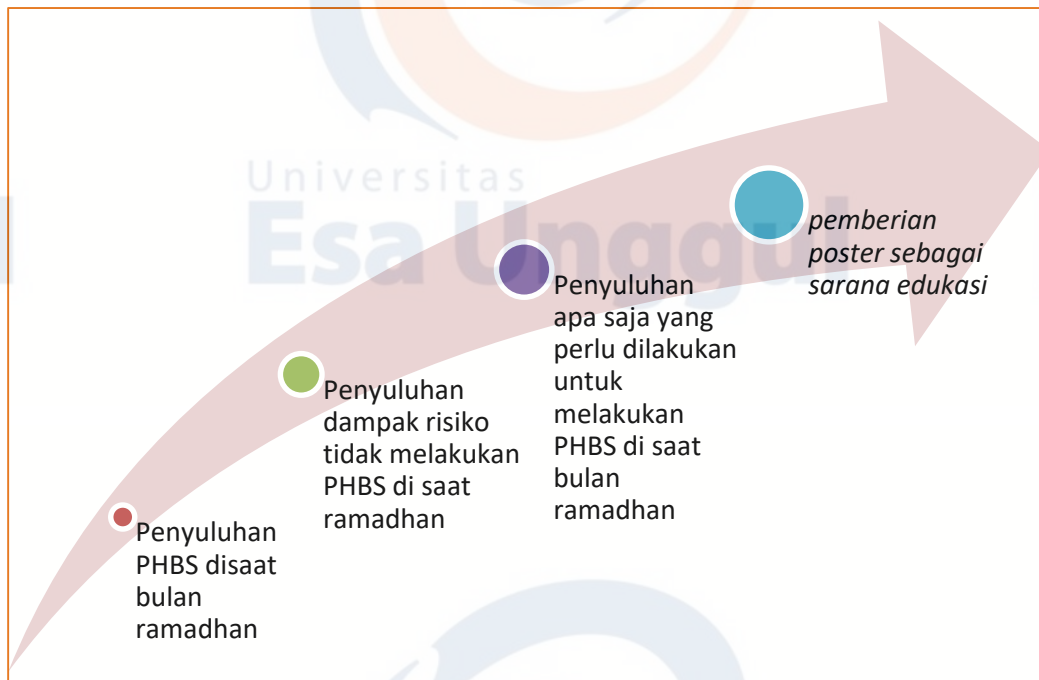 Universitas
Esa Unggul
pemberian
poster sebagai
sarana edukasi
Penyuluhan
apa saja yang
perlu dilakukan
untuk
melakukan
PHBS di saat
bulan
ramadhan
Penyuluhan
dampak risiko
tidak melakukan
PHBS di saat
ramadhan
Penyuluhan
PHBS disaat
bulan
ramadhan